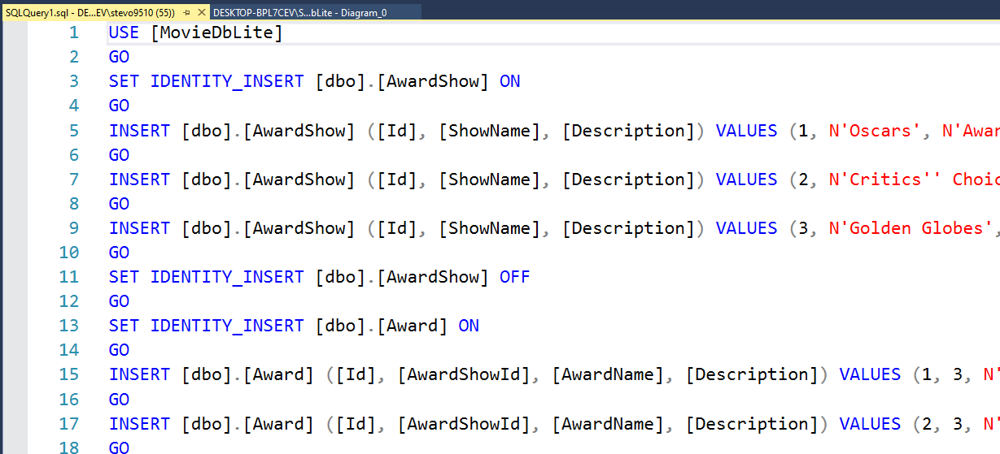 SQLQuery1.sql - DE...EV\stevo9510 (55)) DESKTOP-BPL7CEV\S...bLite - Diagram_0
1 USE [MovieDbLite]
2 GO
3 SET IDENTITY_INSERT [dbo].[AwardShow] ON
4 GO
5 INSERT [dbo].[AwardShow] ([Id], [ShowName], [Description]) VALUES (1, N'Oscars', N'Awar
6 GO
7 INSERT [dbo].[AwardShow] ([Id], [ShowName], [Description]) VALUES (2, N'Critics'' Choic
8 GO
9 INSERT [dbo].[AwardShow] ([Id], [ShowName], [Description]) VALUES (3, N'Golden Globes',
10 GO
11 SET IDENTITY_INSERT [dbo].[AwardShow] OFF
12 GO
13 SET IDENTITY_INSERT [dbo].[Award] ON
14 GO
15 INSERT [dbo].[Award] ([Id], [AwardShowId], [AwardName], [Description]) VALUES (1, 3, N'
16 GO
17 INSERT [dbo].[Award] ([Id], [AwardShowId], [AwardName], [Description]) VALUES (2, 3, N'
18 GO